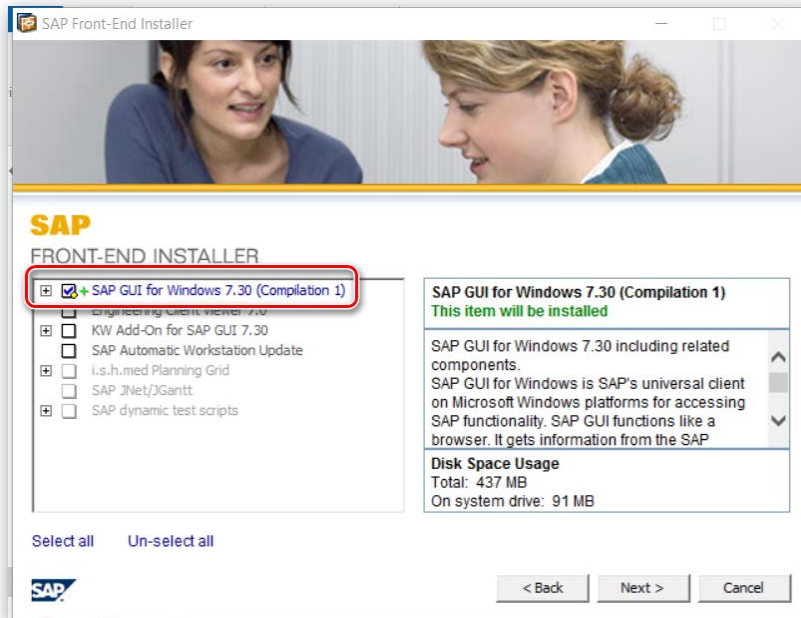 SAP Front-End Installer
SAP
FRONT-END INSTALLER
SAP GUI for Windows 7.30 (Compilation 1)
Engineering Client Viewer 7.0
KW Add-On for SAP GUI 7.30
SAP Automatic Workstation Update
i.s.h.med Planning Grid
SAP JNet/JGantt
SAP dynamic test scripts
SAP GUI for Windows 7.30 (Compilation 1)
This item will be installed
SAP GUI for Windows 7.30 including related
components.
SAP GUI for Windows is SAP's universal client
on Microsoft Windows platforms for accessing
SAP functionality. SAP GUI functions like a
browser. It gets information from the SAP
Disk Space Usage
Total: 437 MB
On system drive: 91 MB
Select all Un-select all
SAP
< Back Next > Cancel